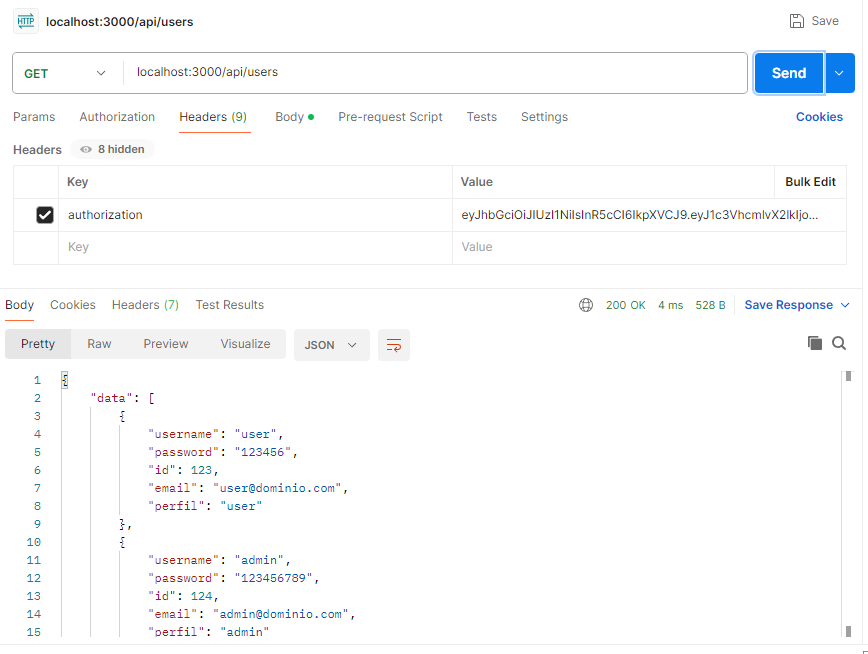 HTTP localhost:3000/api/users Save
GET localhost:3000/api/users Send
Params Authorization Headers (9) Body Pre-request Script Tests Settings Cookies
Headers 8 hidden
Key Value Bulk Edit
authorization eyJhbGciOiJIUzI1NiIsInR5cCI6IkpXVCJ9.eyJ1c3VhcmlvX2lkIjo...
Key Value
Body Cookies Headers (7) Test Results 200 OK 4 ms 528 B Save Response
Pretty Raw Preview Visualize JSON
1 {
2 "data": [
3 {
4 "username": "user",
5 "password": "123456",
6 "id": 123,
7 "email": "user@dominio.com",
8 "perfil": "user"
9 },
10 {
11 "username": "admin",
12 "password": "123456789",
13 "id": 124,
14 "email": "admin@dominio.com",
15 "perfil": "admin"